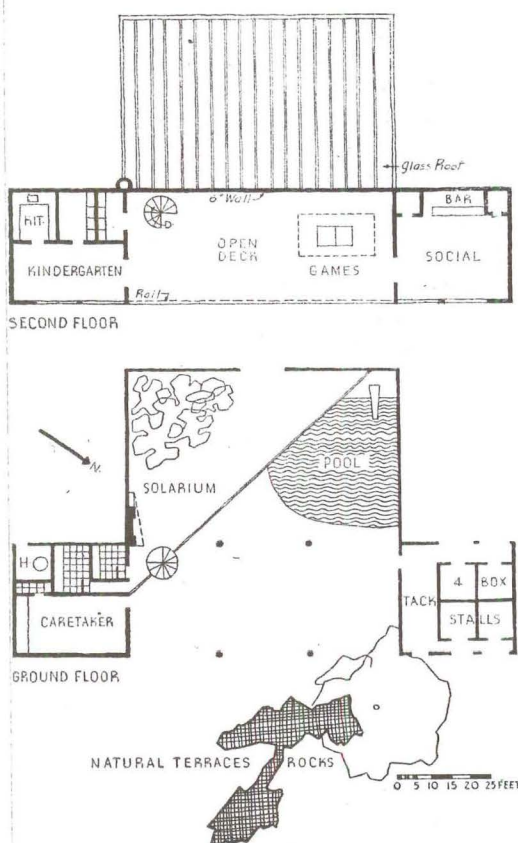 glass Roof
6" Wall
BAR
KIT.
D.
OPEN
DECK
KINDERGARTEN
GAMES
SOCIAL
Rail
SECOND FLOOR
N.
SOLARIUM
POOL
H
4 BOX
TACK
STALLS
CARETAKER
GROUND FLOOR
NATURAL TERRACES ROCKS
0 5 10 15 20 25 FEET